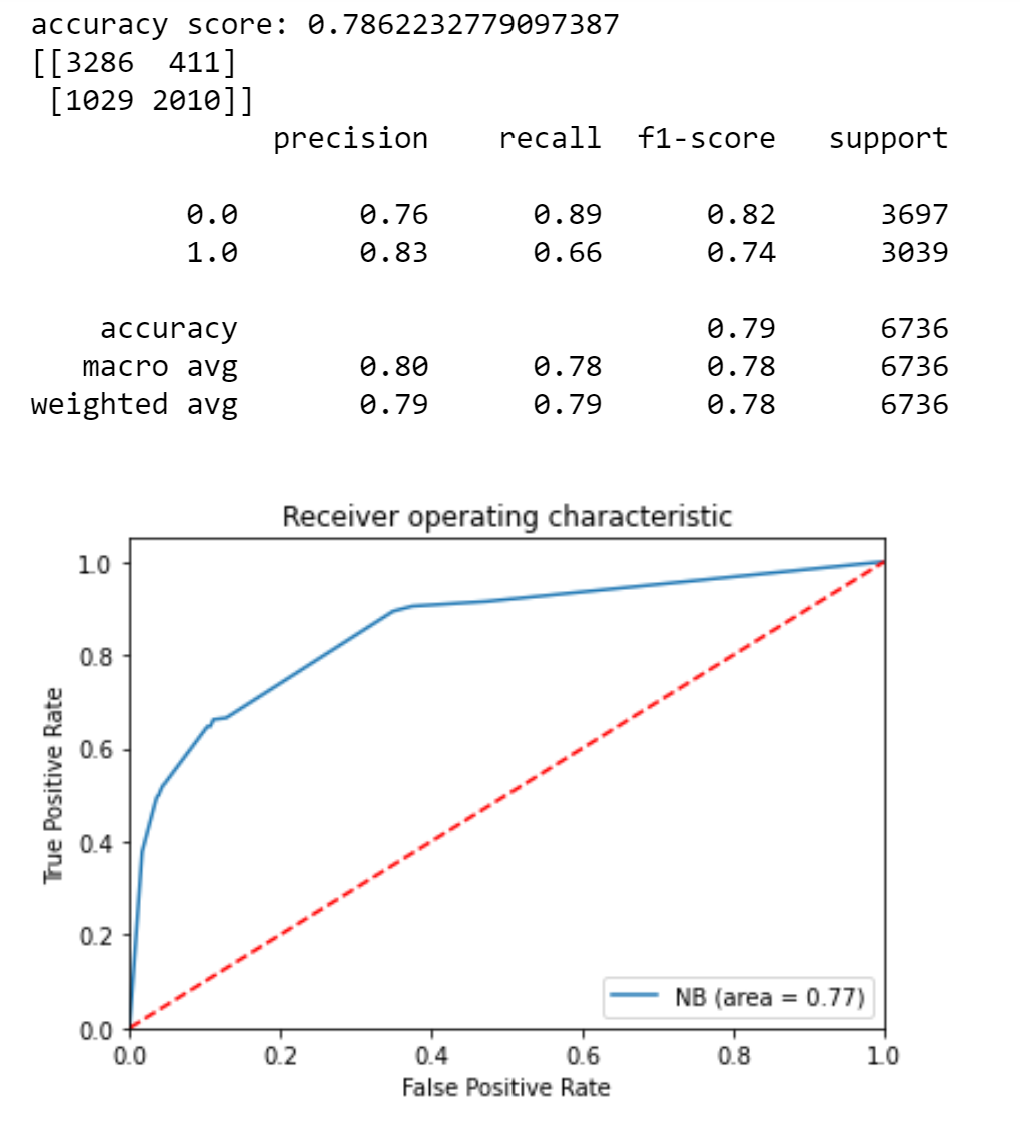 accuracy score: 0.7862232779097387
[[3286  411]
 [1029 2010]]
precision recall f1-score support
0.0 0.76 0.89 0.82 3697
1.0 0.83 0.66 0.74 3039
accuracy 0.79 6736
macro avg 0.80 0.78 0.78 6736
weighted avg 0.79 0.79 0.78 6736
Receiver operating characteristic
1.0
0.8
0.6
0.4
0.2
0.0
True Positive Rate
NB (area = 0.77)
0.0 0.2 0.4 0.6 0.8 1.0
False Positive Rate